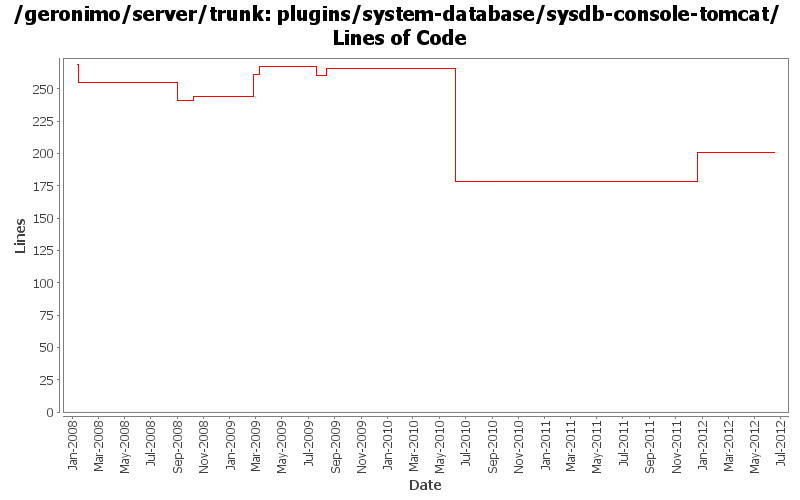 /geronimo/server/trunk: plugins/system-database/sysdb-console-tomcat/
Lines of Code
Lines
250
225
200
175
150
125
100
75
50
25
0
Jan-2008
Mar-2008
May-2008
Jul-2008
Sep-2008
Nov-2008
Jan-2009
Mar-2009
May-2009
Jul-2009
Sep-2009
Nov-2009
Jan-2010
Mar-2010
May-2010
Jul-2010
Sep-2010
Nov-2010
Jan-2011
Mar-2011
May-2011
Jul-2011
Sep-2011
Nov-2011
Jan-2012
Mar-2012
May-2012
Jul-2012
Date